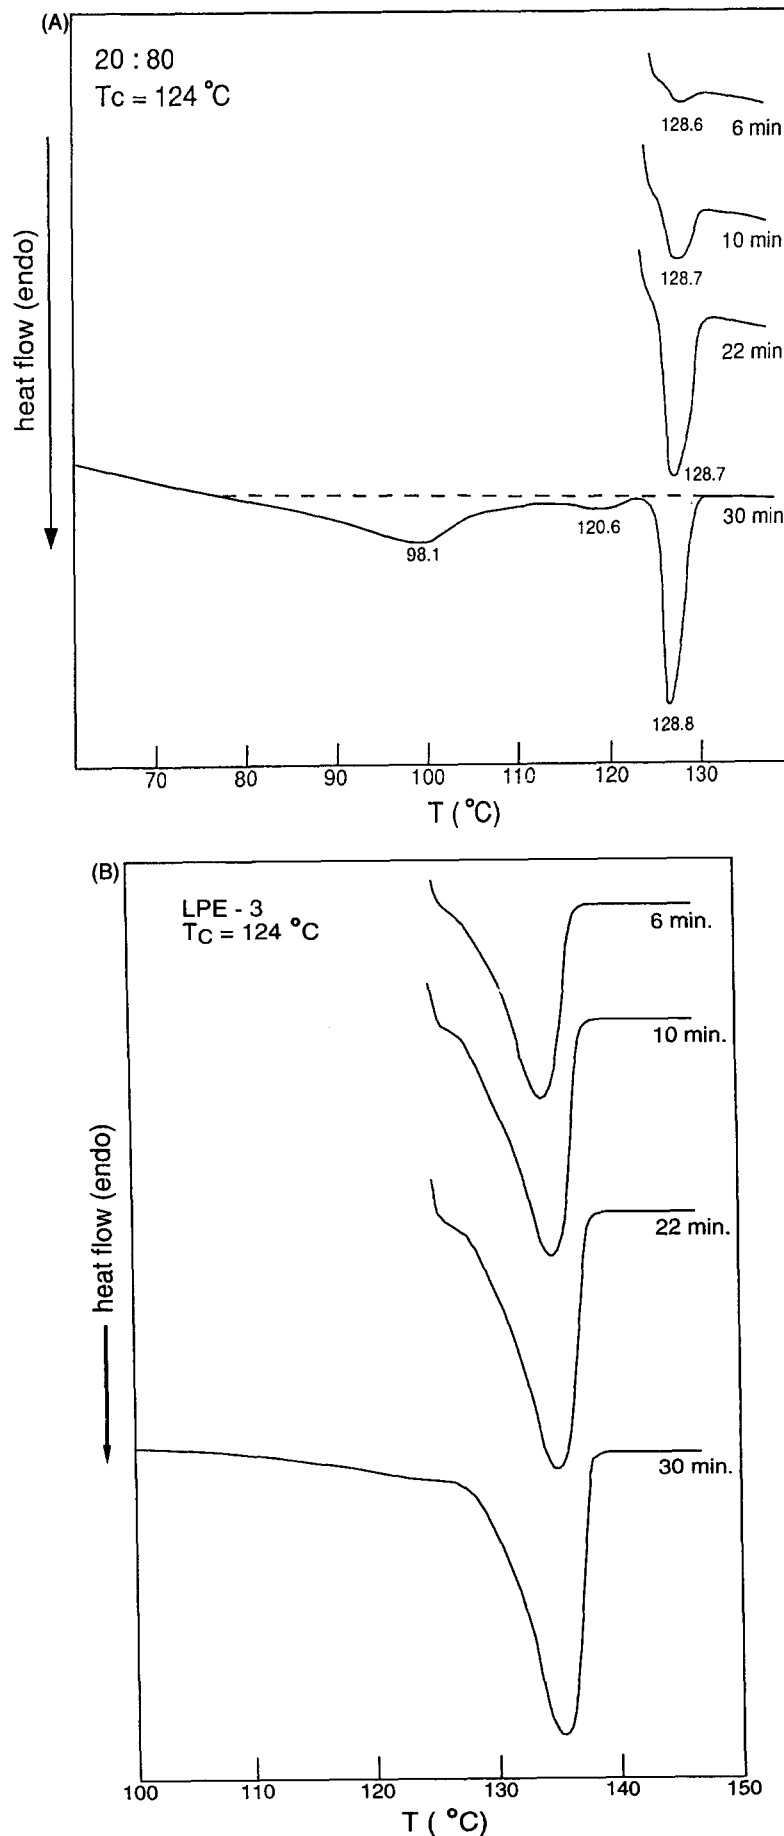 (A)
20 : 80
Tc = 124 °C
128.6
6 min
10 min
128.7
22 min
128.7
30 min
98.1
120.6
128.8
heat flow (endo)
70 80 90 100 110 120 130
T ( °C)
(B)
LPE - 3
TC = 124 °C
6 min.
10 min.
22 min.
30 min.
heat flow (endo)
100 110 120 130 140 150
T ( °C)